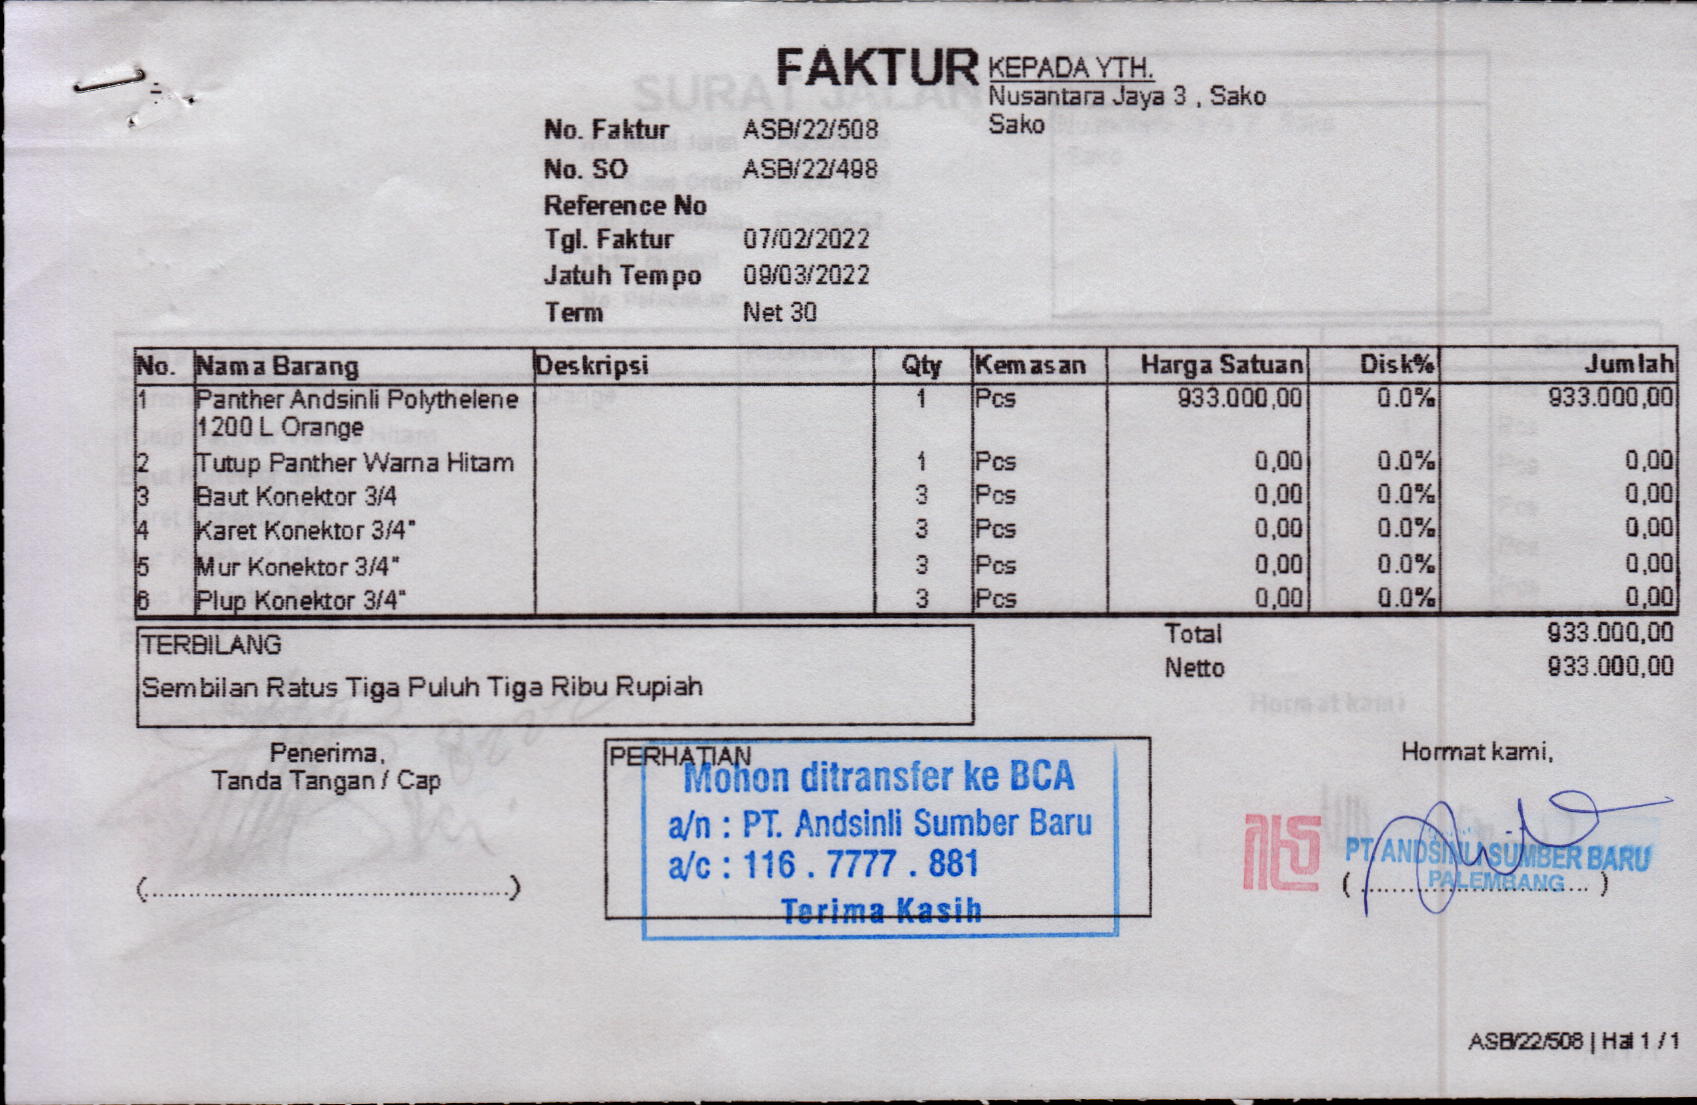 FAKTUR
KEPADA YTH.
Nusantara Jaya 3 , Sako
Sako
No. Faktur ASB/22/508
No. SO ASB/22/498
Reference No
Tgl. Faktur 07/02/2022
Jatuh Tempo 09/03/2022
Term Net 30
No. Nama Barang Deskripsi Qty Kemasan Harga Satuan Disk% Jumlah
1 Panther Andsinli Polythelene 1 Pcs 933.000,00 0.0% 933.000,00
1200 L Orange
2 Tutup Panther Warna Hitam 1 Pcs 0,00 0.0% 0,00
3 Baut Konektor 3/4 3 Pcs 0,00 0.0% 0,00
4 Karet Konektor 3/4" 3 Pcs 0,00 0.0% 0,00
5 Mur Konektor 3/4" 3 Pcs 0,00 0.0% 0,00
6 Plup Konektor 3/4" 3 Pcs 0,00 0.0% 0,00
TERBILANG
Sembilan Ratus Tiga Puluh Tiga Ribu Rupiah
Total 933.000,00
Netto 933.000,00
Penerima,
Tanda Tangan / Cap
(....................................)
PERHATIAN
Mohon ditransfer ke BCA
a/n : PT. Andsinli Sumber Baru
a/c : 116 . 7777 . 881
Terima Kasih
Hormat kami,
PT. ANDSINLI SUMBER BARU
PALEMBANG
ASB/22/508 | Hal 1 / 1